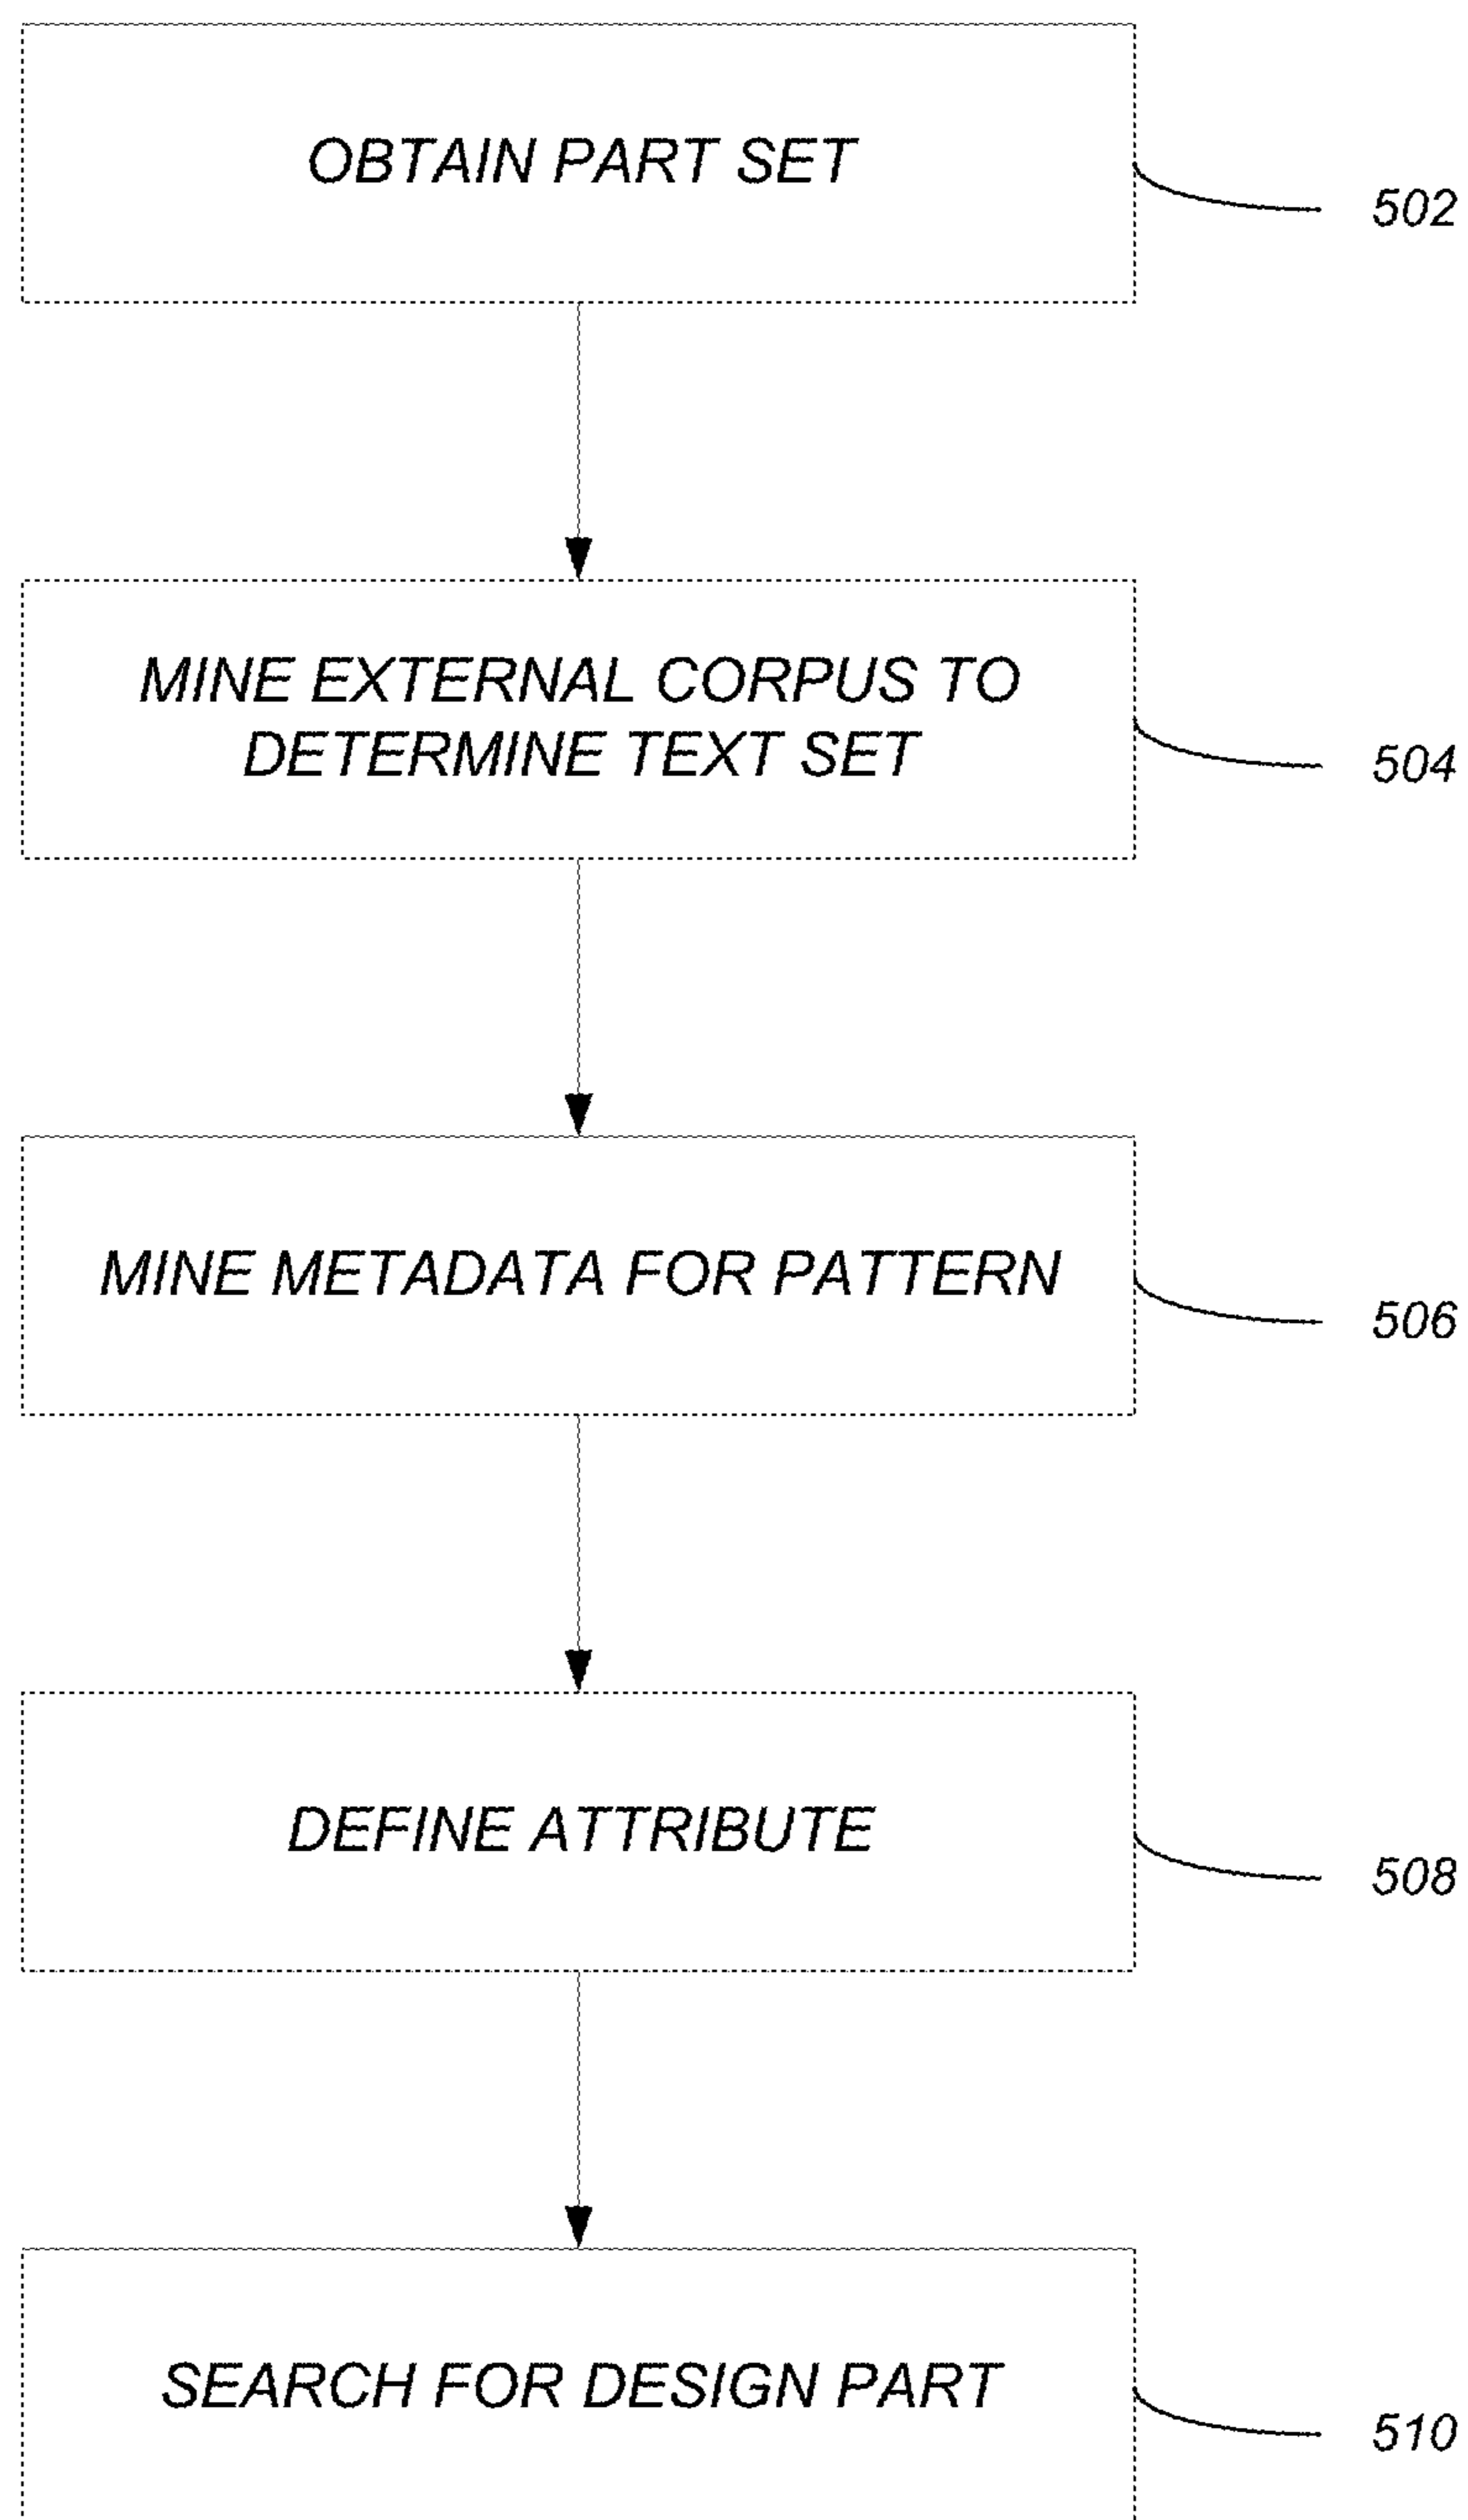 OBTAIN PART SET
502
MINE EXTERNAL CORPUS TO
DETERMINE TEXT SET
504
MINE METADATA FOR PATTERN
506
DEFINE ATTRIBUTE
508
SEARCH FOR DESIGN PART
510